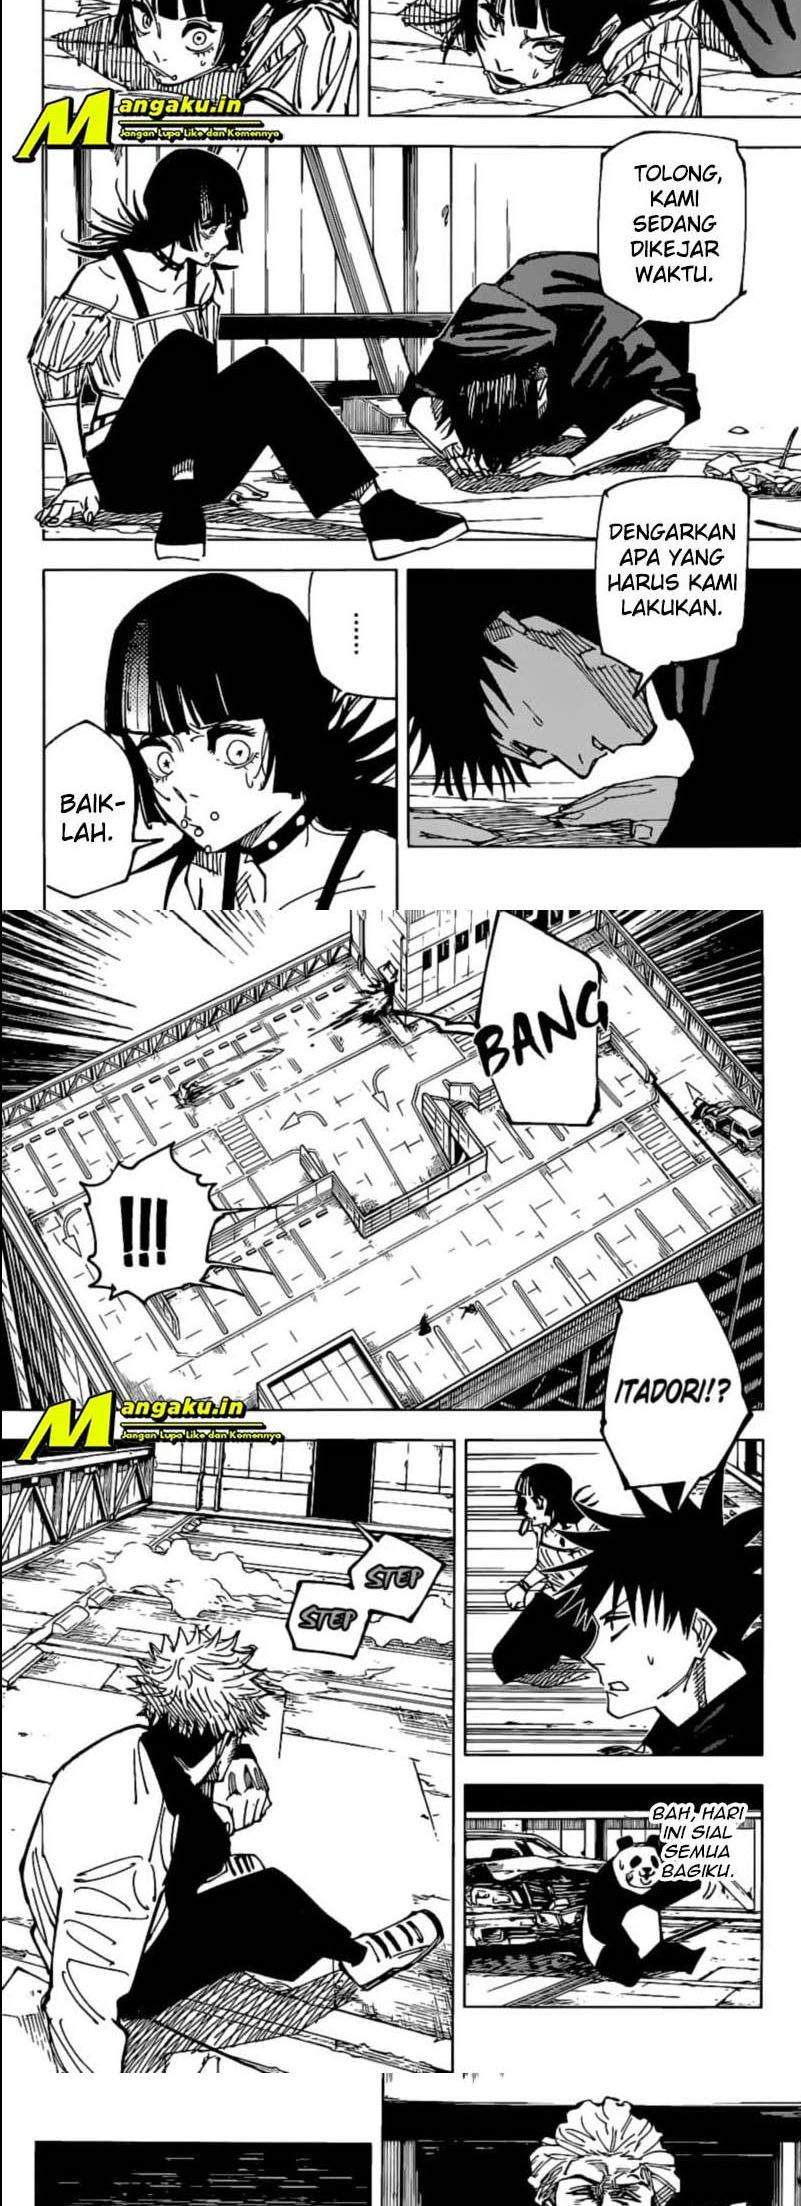 Mangaku.in
Jangan Lupa Like dan Komennya
TOLONG,
KAMI
SEDANG
DIKEJAR
WAKTU.
DENGARKAN
APA YANG
HARUS KAMI
LAKUKAN.
.......
BAIK-
LAH.
BANG
!!!!
ITADORI!?
Mangaku.in
Jangan Lupa Like dan Komennya
STEP
STEP
BAH, HARI
INI SIAL
SEMUA
BAGIKU.